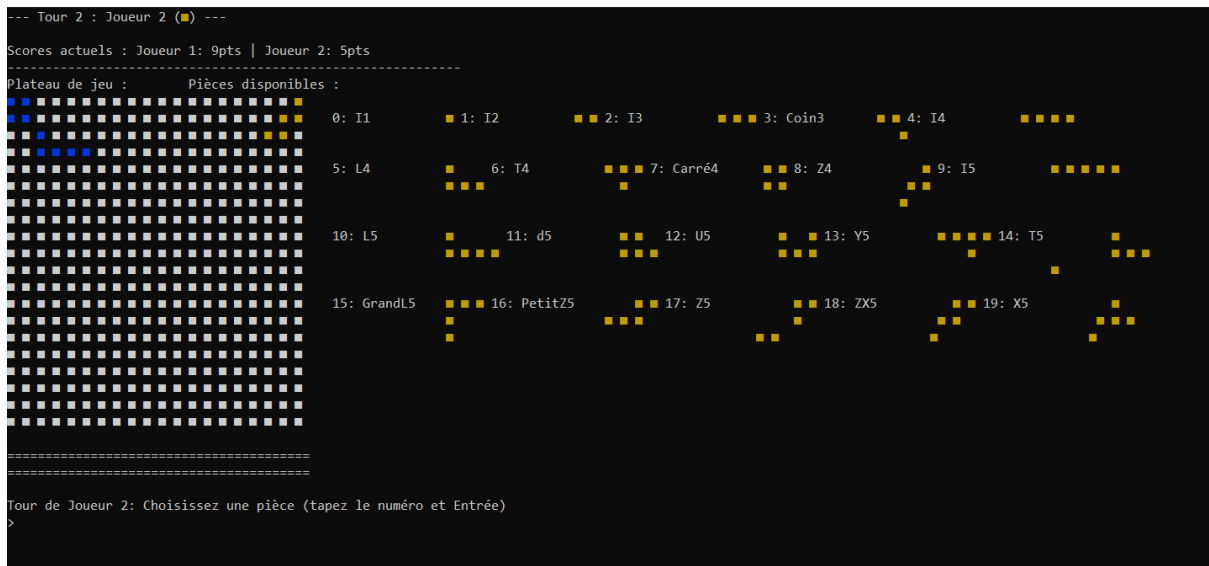 --- Tour 2 : Joueur 2 (■) ---
Scores actuels : Joueur 1: 9pts | Joueur 2: 5pts
------------------------------------------------------------
Plateau de jeu : Pièces disponibles :
0: I1 1: I2 2: I3 3: Coin3 4: I4
5: L4 6: T4 7: Carré4 8: Z4 9: I5
10: L5 11: d5 12: U5 13: Y5 14: T5
15: GrandL5 16: PetitZ5 17: Z5 18: ZX5 19: X5
========================================
========================================
Tour de Joueur 2: Choisissez une pièce (tapez le numéro et Entrée)
>